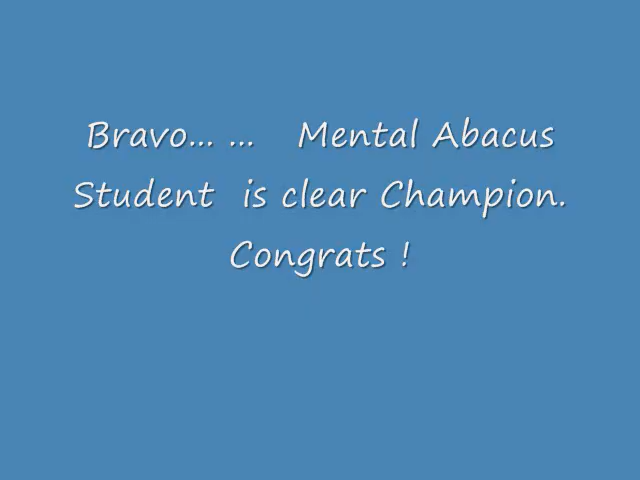 Bravo... ... Mental Abacus
Student is clear Champion.
Congrats !